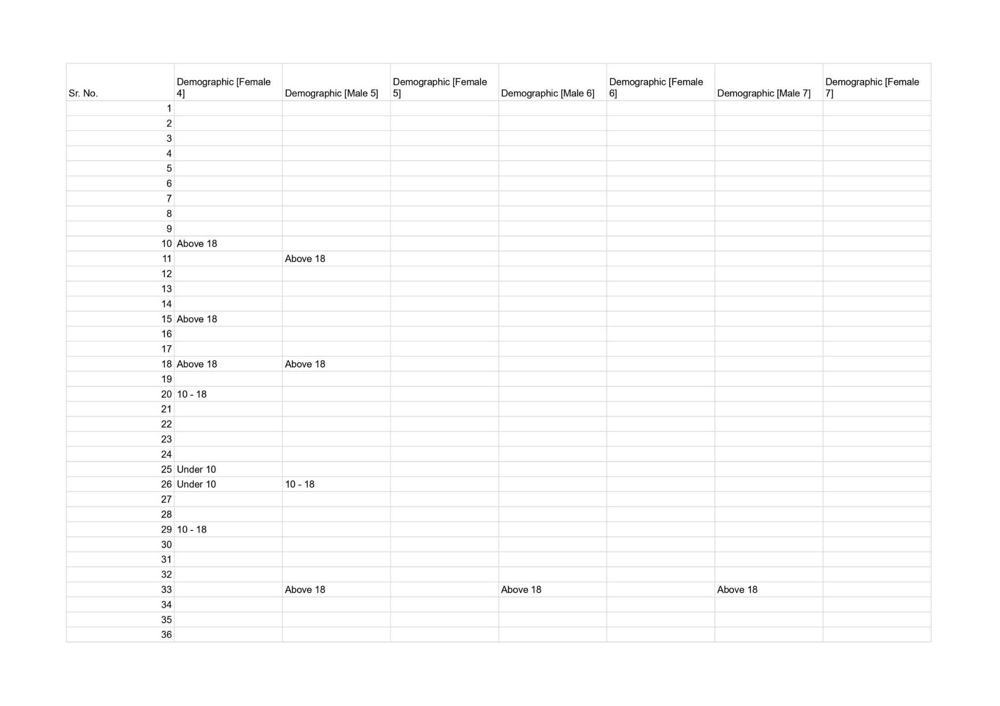 Sr. No. Demographic [Female 4] Demographic [Male 5] Demographic [Female 5] Demographic [Male 6] Demographic [Female 6] Demographic [Male 7] Demographic [Female 7]
1
2
3
4
5
6
7
8
9
10 Above 18
11 Above 18
12
13
14
15 Above 18
16
17
18 Above 18 Above 18
19
20 10 - 18
21
22
23
24
25 Under 10
26 Under 10 10 - 18
27
28
29 10 - 18
30
31
32
33 Above 18 Above 18 Above 18
34
35
36